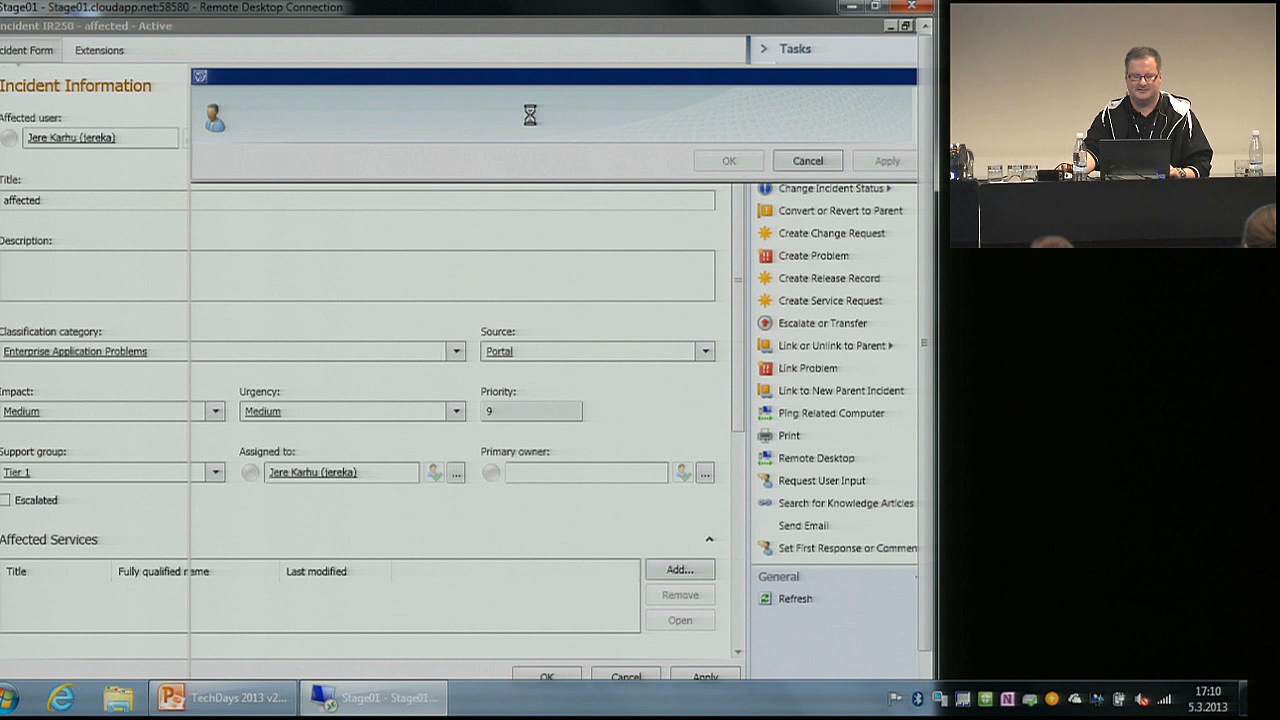 Stage01 - Stage01.cloudapp.net:58580 - Remote Desktop Connection
ncident IR250 - affected - Active
cident Form
Extensions
Tasks
Incident Information
Affected user:
Jere Karhu (jereka)
OK
Cancel
Apply
Title:
affected
Description:
Classification category:
Enterprise Application Problems
Source:
Portal
Impact:
Medium
Urgency:
Medium
Priority:
9
Support group:
Tier 1
Assigned to:
Jere Karhu (jereka)
...
Primary owner:
...
Escalated
Affected Services
Title
Fully qualified name
Last modified
Add...
Remove
Open
OK
Cancel
Apply
Change Incident Status
Convert or Revert to Parent
Create Change Request
Create Problem
Create Release Record
Create Service Request
Escalate or Transfer
Link or Unlink to Parent
Link Problem
Link to New Parent Incident
Ping Related Computer
Print
Remote Desktop
Request User Input
Search for Knowledge Articles
Send Email
Set First Response or Commen
General
Refresh
TechDays 2013 v2...
Stage01 - Stage01...
17:10
5.3.2013